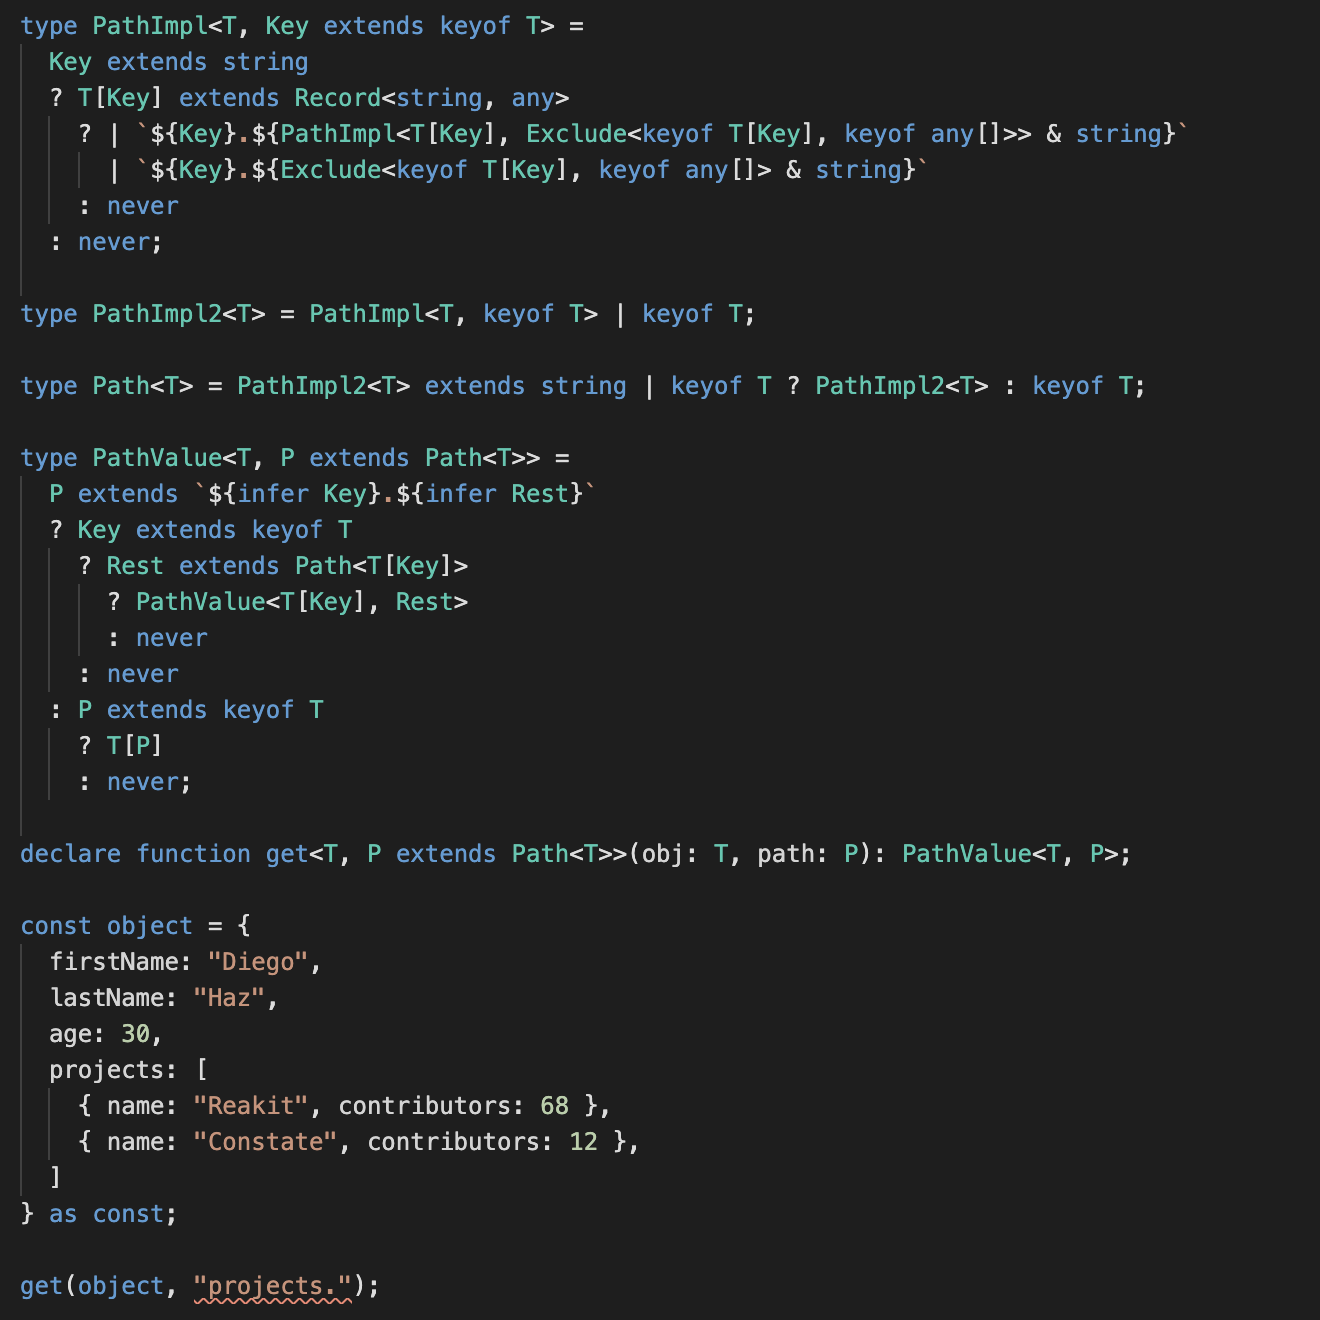 type PathImpl<T, Key extends keyof T> =
  Key extends string
  ? T[Key] extends Record<string, any>
    ? | `${Key}.${PathImpl<T[Key], Exclude<keyof T[Key], keyof any[]>> & string}`
      | `${Key}.${Exclude<keyof T[Key], keyof any[]> & string}`
    : never
  : never;

type PathImpl2<T> = PathImpl<T, keyof T> | keyof T;

type Path<T> = PathImpl2<T> extends string | keyof T ? PathImpl2<T> : keyof T;

type PathValue<T, P extends Path<T>> =
  P extends `${infer Key}.${infer Rest}`
  ? Key extends keyof T
    ? Rest extends Path<T[Key]>
      ? PathValue<T[Key], Rest>
      : never
    : never
  : P extends keyof T
    ? T[P]
    : never;

declare function get<T, P extends Path<T>>(obj: T, path: P): PathValue<T, P>;

const object = {
  firstName: "Diego",
  lastName: "Haz",
  age: 30,
  projects: [
    { name: "Reakit", contributors: 68 },
    { name: "Constate", contributors: 12 },
  ]
} as const;

get(object, "projects.");